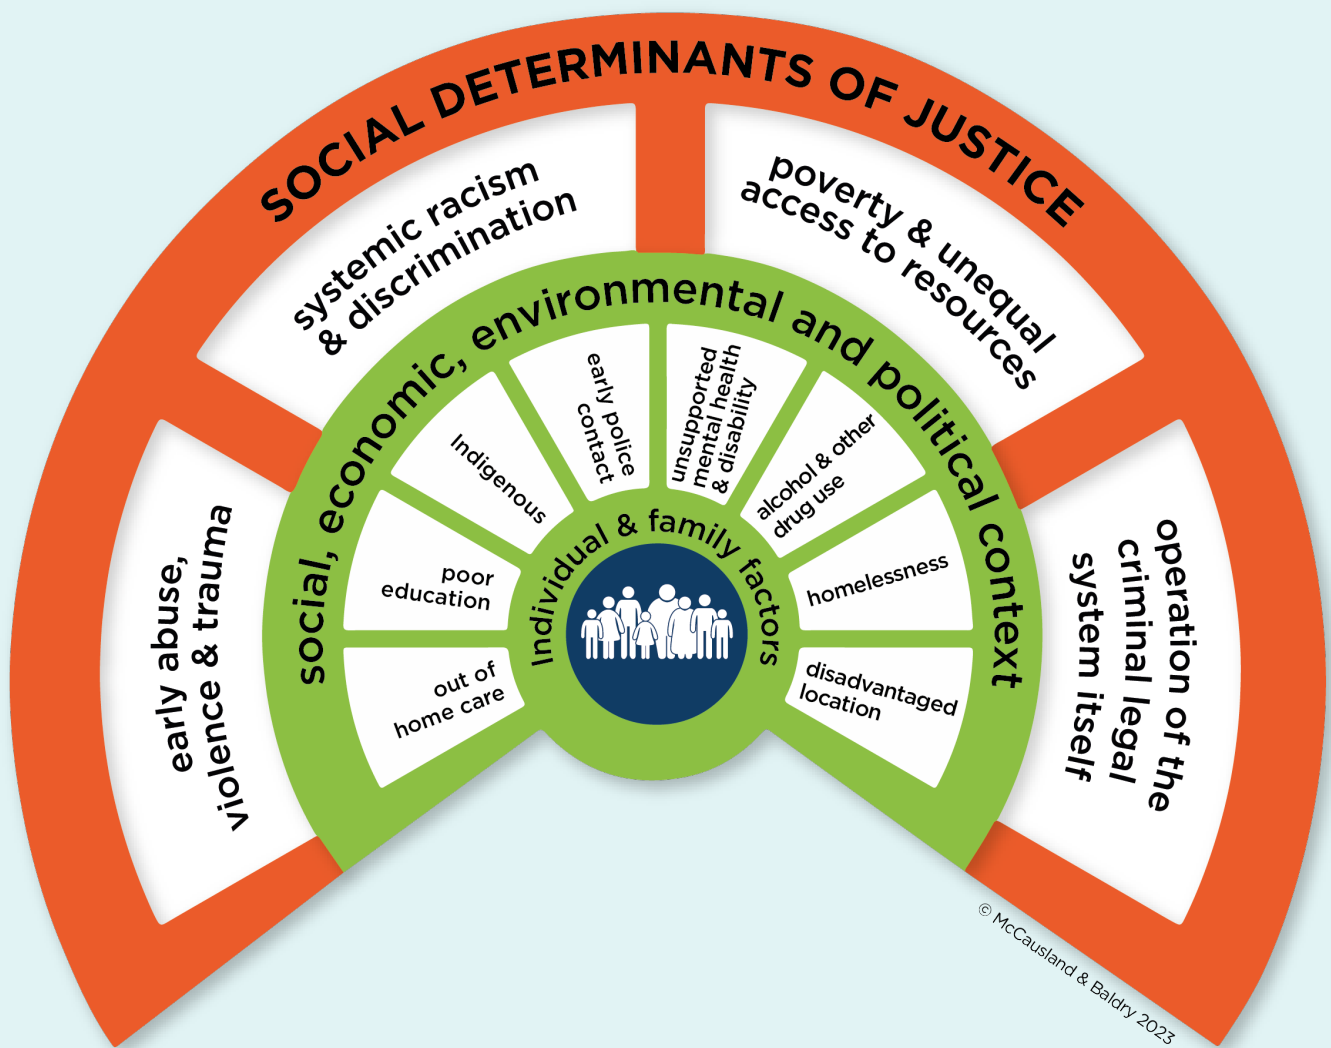 SOCIAL DETERMINANTS OF JUSTICE
early abuse,
violence & trauma
systemic racism
& discrimination
poverty & unequal
access to resources
operation of the
criminal legal
system itself
social, economic, environmental and political context
out of
home care
poor
education
Indigenous
early police
contact
unsupported
mental health
& disability
alcohol & other
drug use
homelessness
disadvantaged
location
Individual & family factors
© McCausland & Baldry 2023